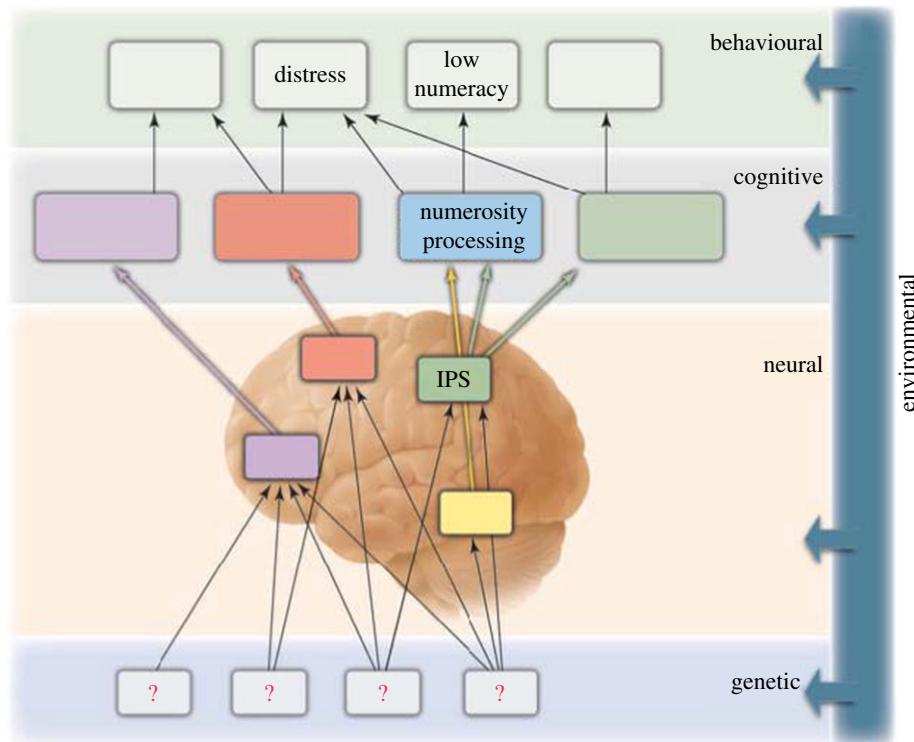 behavioural
distress
low
numeracy
cognitive
numerosity
processing
environmental
neural
IPS
genetic
?
?
?
?